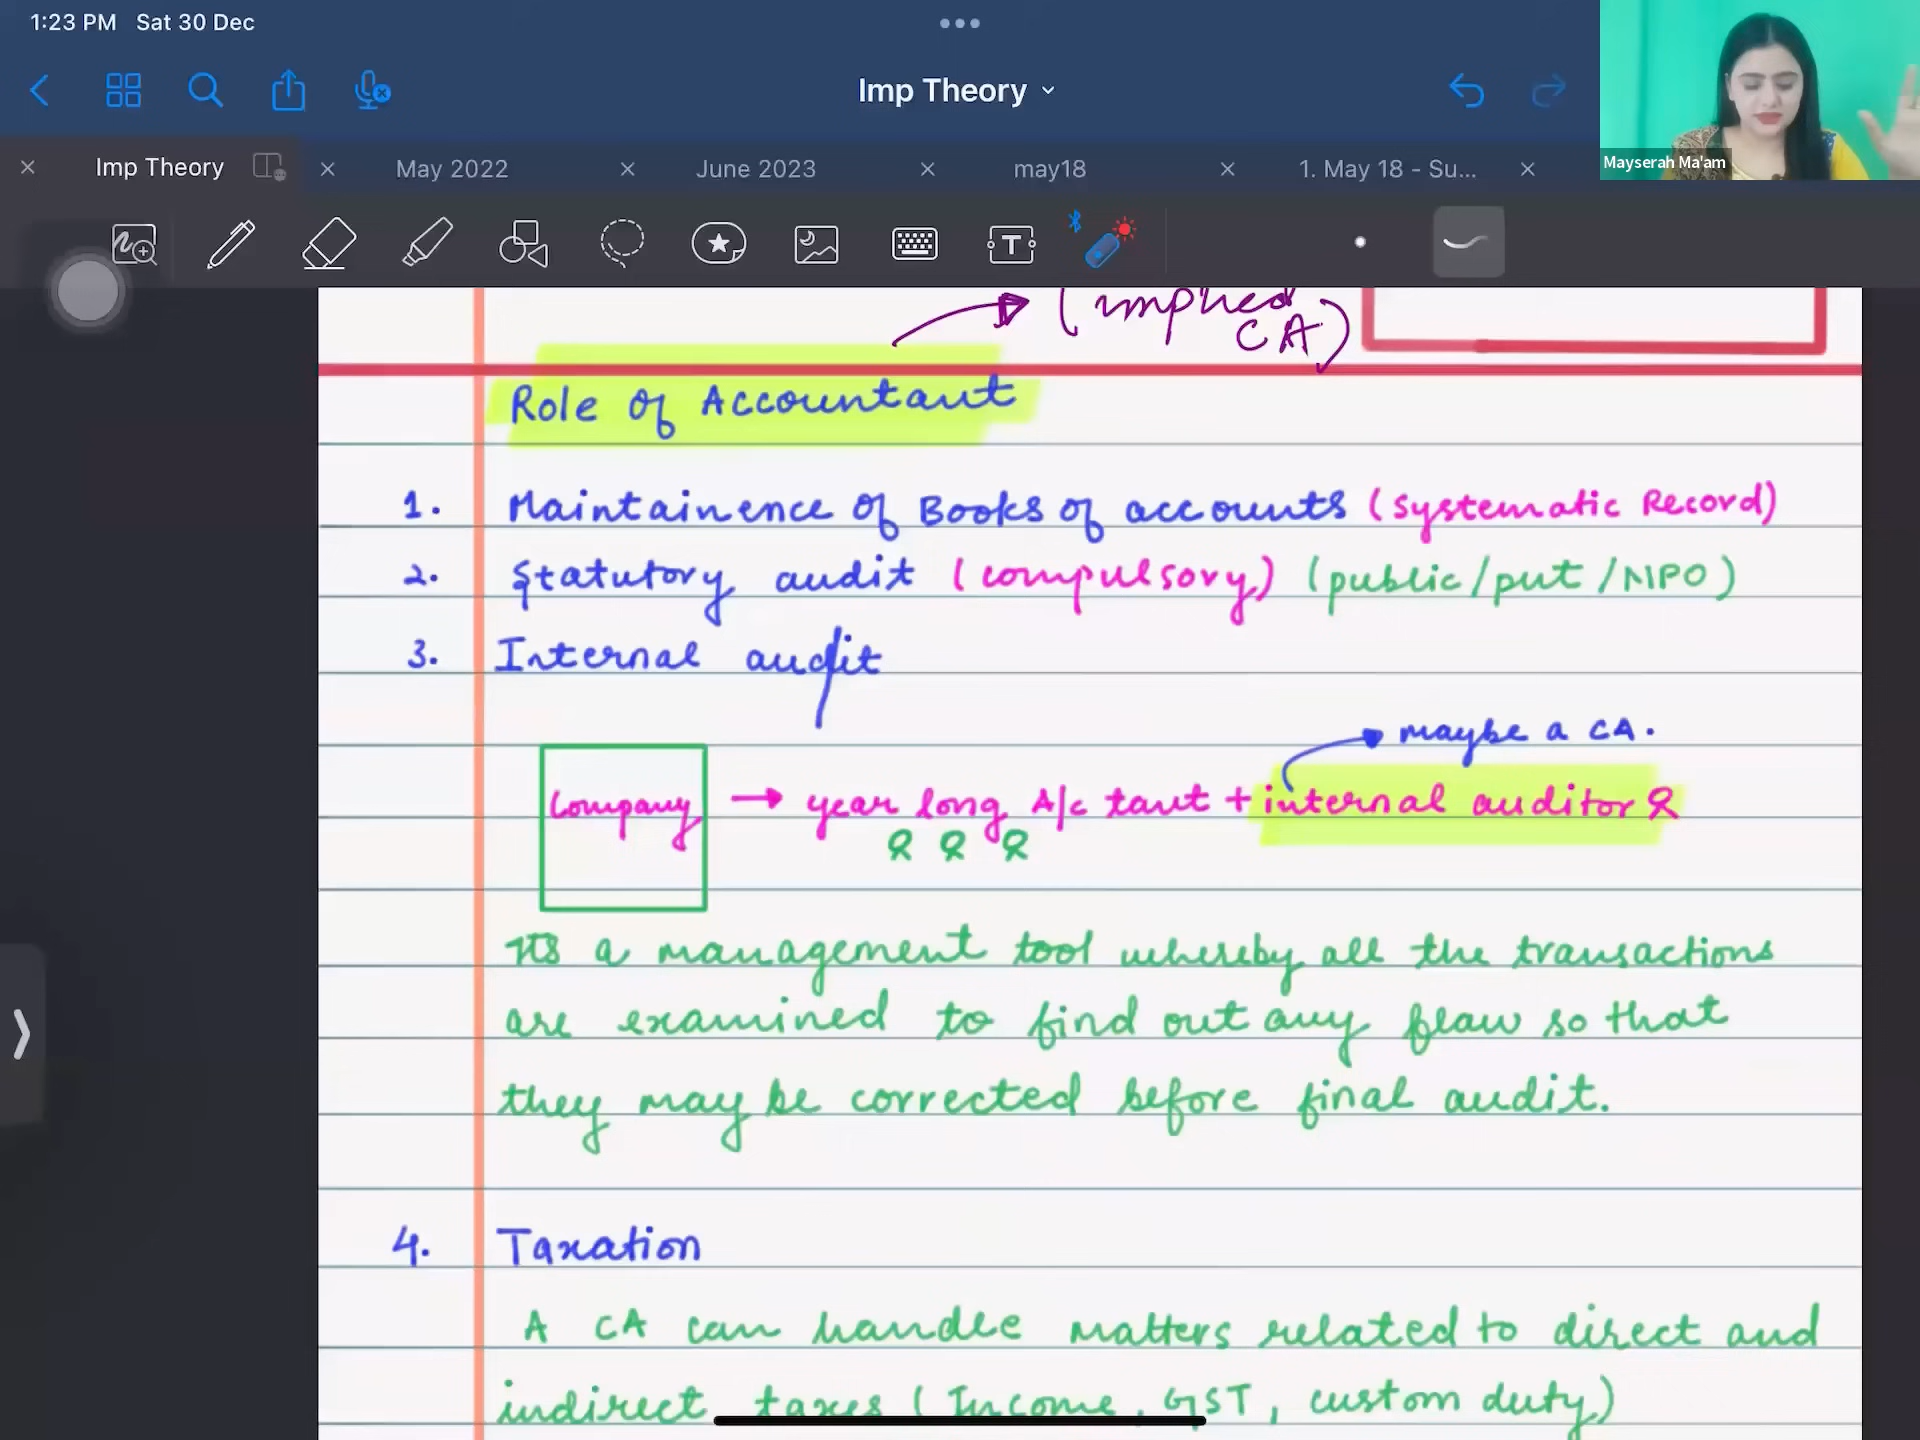 1:23 PM Sat 30 Dec
Imp Theory
Mayserah Ma'am
Imp Theory
May 2022
June 2023
may18
1. May 18 - Su...
T
(implied
CA)
Role of Accountant
1. Maintainence of Books of accounts (systematic Record)
2. Statutory audit (compulsory) (public/pvt/NPO)
3. Internal audit
maybe a CA.
Company → year long A/c tant + internal auditor
Its a management tool whereby all the transactions
are examined to find out any flaw so that
they may be corrected before final audit.
4. Taxation
A CA can handle matters related to direct and
indirect taxes (Income, GST, custom duty)